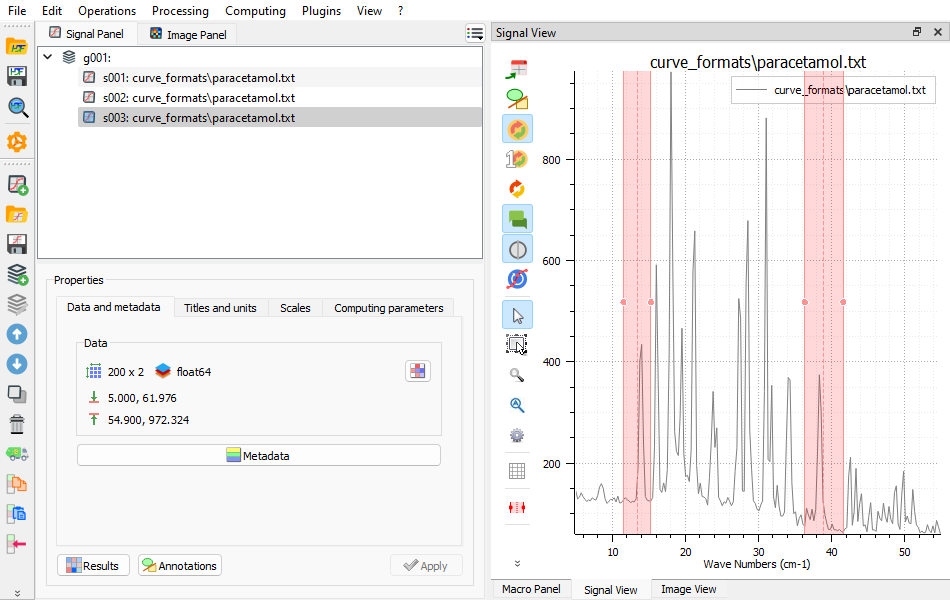 File Edit Operations Processing Computing Plugins View ?
Signal Panel Image Panel
g001:
s001: curve_formats\paracetamol.txt
s002: curve_formats\paracetamol.txt
s003: curve_formats\paracetamol.txt
Properties
Data and metadata Titles and units Scales Computing parameters
Data
200 x 2 float64
5.000, 61.976
54.900, 972.324
Metadata
Results Annotations Apply
Signal View
curve_formats\paracetamol.txt
curve_formats\paracetamol.txt
800
600
400
200
10 20 30 40 50
Wave Numbers (cm-1)
Macro Panel Signal View Image View